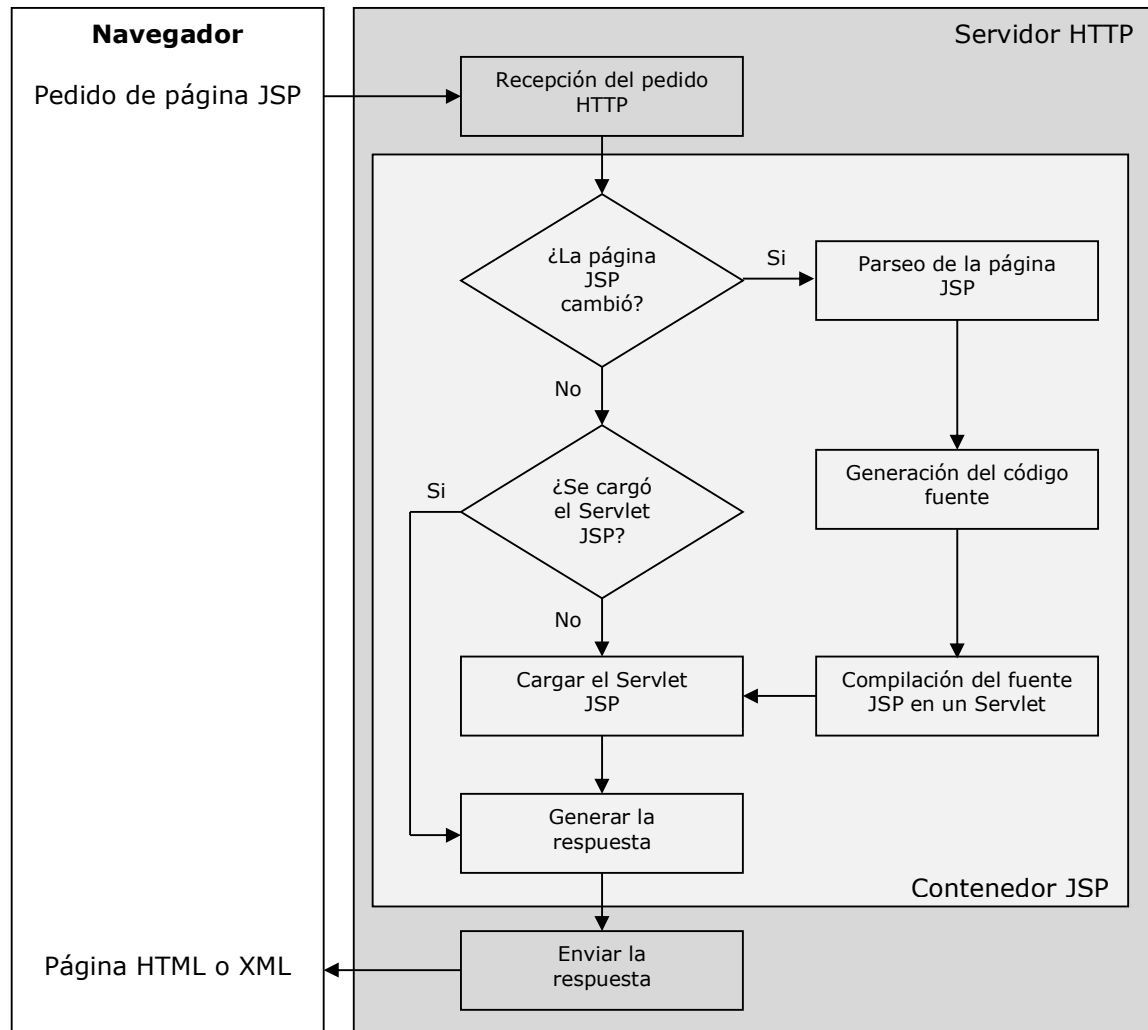 Navegador
Servidor HTTP
Pedido de página JSP
Recepción del pedido
HTTP
¿La página
JSP
cambió?
Si
Parseo de la página
JSP
No
Generación del código
fuente
Si
¿Se cargó
el Servlet
JSP?
No
Cargar el Servlet
JSP
Compilación del fuente
JSP en un Servlet
Generar la
respuesta
Contenedor JSP
Enviar la
respuesta
Página HTML o XML